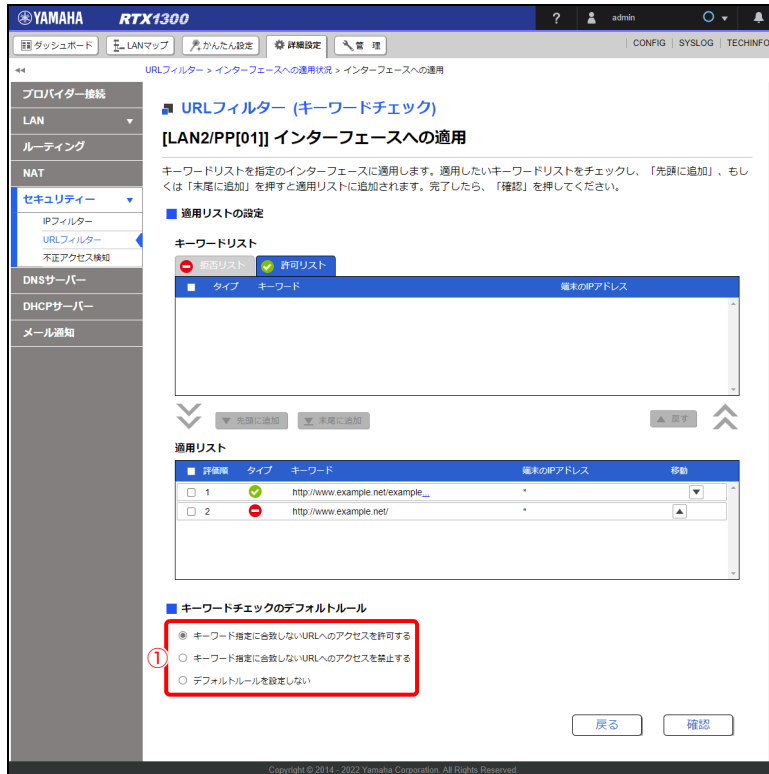 YAMAHA RTX1300 ? admin
ダッシュボード LANマップ かんたん設定 詳細設定 管 理 CONFIG SYSLOG TECHINFO
URLフィルター > インターフェースへの適用状況 > インターフェースへの適用
プロバイダー接続
LAN
ルーティング
NAT
セキュリティー
IPフィルター
URLフィルター
不正アクセス検知
DNSサーバー
DHCPサーバー
メール通知
URLフィルター (キーワードチェック)
[LAN2/PP[01]] インターフェースへの適用
キーワードリストを指定のインターフェースに適用します。適用したいキーワードリストをチェックし、「先頭に追加」、もし
くは「末尾に追加」を押すと適用リストに追加されます。完了したら、「確認」を押してください。
適用リストの設定
キーワードリスト
拒否リスト 許可リスト
タイプ キーワード 端末のIPアドレス
先頭に追加 末尾に追加 戻す
適用リスト
評価順 タイプ キーワード 端末のIPアドレス 移動
1 http://www.example.net/example... *
2 http://www.example.net/ *
キーワードチェックのデフォルトルール
① キーワード指定に合致しないURLへのアクセスを許可する
キーワード指定に合致しないURLへのアクセスを禁止する
デフォルトルールを設定しない
戻る 確認
Copyright © 2014 - 2022 Yamaha Corporation. All Rights Reserved.